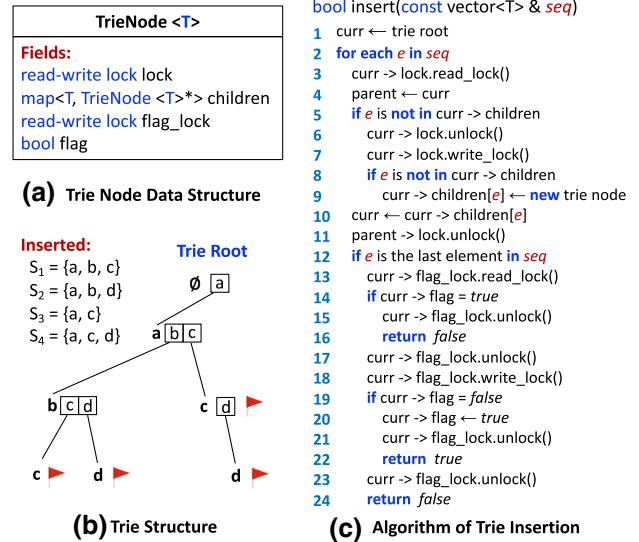 TrieNode <T>
Fields:
read-write lock lock
map<T, TrieNode <T>*> children
read-write lock flag_lock
bool flag
(a) Trie Node Data Structure
Inserted:
S1 = {a, b, c}
S2 = {a, b, d}
S3 = {a, c}
S4 = {a, c, d}
Trie Root
∅ a
a b c
b c d
c d
c
d
d
(b) Trie Structure
bool insert(const vector<T> & seq)
1 curr ← trie root
2 for each e in seq
3 curr -> lock.read_lock()
4 parent ← curr
5 if e is not in curr -> children
6 curr -> lock.unlock()
7 curr -> lock.write_lock()
8 if e is not in curr -> children
9 curr -> children[e] ← new trie node
10 curr ← curr -> children[e]
11 parent -> lock.unlock()
12 if e is the last element in seq
13 curr -> flag_lock.read_lock()
14 if curr -> flag = true
15 curr -> flag_lock.unlock()
16 return false
17 curr -> flag_lock.unlock()
18 curr -> flag_lock.write_lock()
19 if curr -> flag = false
20 curr -> flag ← true
21 curr -> flag_lock.unlock()
22 return true
23 curr -> flag_lock.unlock()
24 return false
(c) Algorithm of Trie Insertion